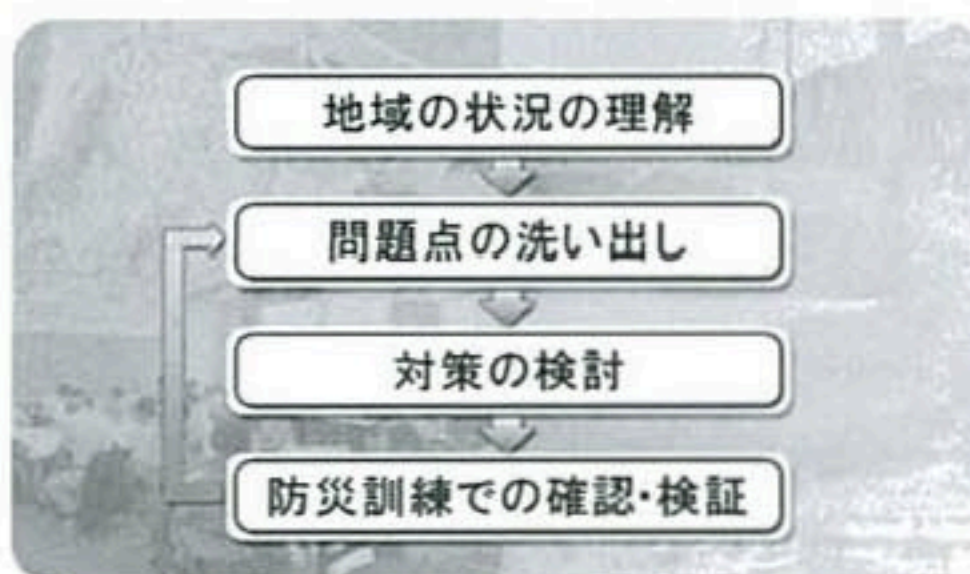 地域の状況の理解
問題点の洗い出し
対策の検討
防災訓練での確認・検証